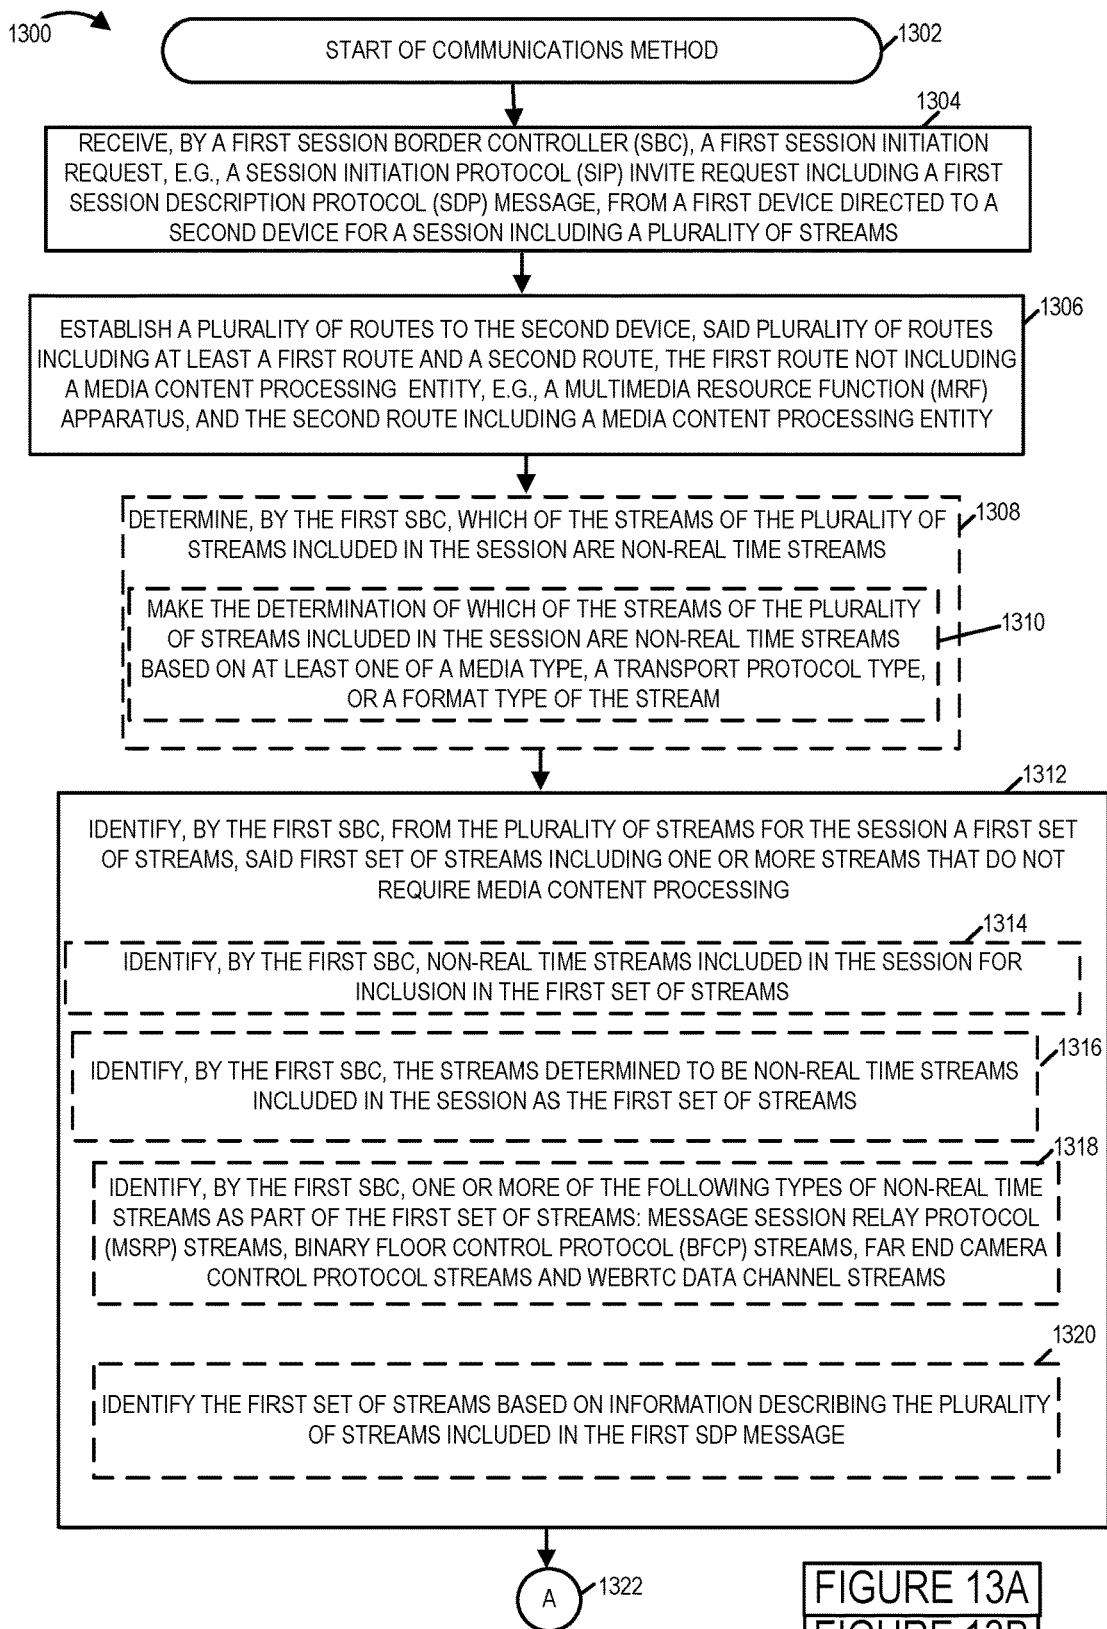 1300
START OF COMMUNICATIONS METHOD
1302
1304
RECEIVE, BY A FIRST SESSION BORDER CONTROLLER (SBC), A FIRST SESSION INITIATION
REQUEST, E.G., A SESSION INITIATION PROTOCOL (SIP) INVITE REQUEST INCLUDING A FIRST
SESSION DESCRIPTION PROTOCOL (SDP) MESSAGE, FROM A FIRST DEVICE DIRECTED TO A
SECOND DEVICE FOR A SESSION INCLUDING A PLURALITY OF STREAMS
1306
ESTABLISH A PLURALITY OF ROUTES TO THE SECOND DEVICE, SAID PLURALITY OF ROUTES
INCLUDING AT LEAST A FIRST ROUTE AND A SECOND ROUTE, THE FIRST ROUTE NOT INCLUDING
A MEDIA CONTENT PROCESSING ENTITY, E.G., A MULTIMEDIA RESOURCE FUNCTION (MRF)
APPARATUS, AND THE SECOND ROUTE INCLUDING A MEDIA CONTENT PROCESSING ENTITY
1308
DETERMINE, BY THE FIRST SBC, WHICH OF THE STREAMS OF THE PLURALITY OF
STREAMS INCLUDED IN THE SESSION ARE NON-REAL TIME STREAMS
MAKE THE DETERMINATION OF WHICH OF THE STREAMS OF THE PLURALITY
OF STREAMS INCLUDED IN THE SESSION ARE NON-REAL TIME STREAMS
BASED ON AT LEAST ONE OF A MEDIA TYPE, A TRANSPORT PROTOCOL TYPE,
OR A FORMAT TYPE OF THE STREAM
1310
1312
IDENTIFY, BY THE FIRST SBC, FROM THE PLURALITY OF STREAMS FOR THE SESSION A FIRST SET
OF STREAMS, SAID FIRST SET OF STREAMS INCLUDING ONE OR MORE STREAMS THAT DO NOT
REQUIRE MEDIA CONTENT PROCESSING
1314
IDENTIFY, BY THE FIRST SBC, NON-REAL TIME STREAMS INCLUDED IN THE SESSION FOR
INCLUSION IN THE FIRST SET OF STREAMS
1316
IDENTIFY, BY THE FIRST SBC, THE STREAMS DETERMINED TO BE NON-REAL TIME STREAMS
INCLUDED IN THE SESSION AS THE FIRST SET OF STREAMS
1318
IDENTIFY, BY THE FIRST SBC, ONE OR MORE OF THE FOLLOWING TYPES OF NON-REAL TIME
STREAMS AS PART OF THE FIRST SET OF STREAMS: MESSAGE SESSION RELAY PROTOCOL
(MSRP) STREAMS, BINARY FLOOR CONTROL PROTOCOL (BFCP) STREAMS, FAR END CAMERA
CONTROL PROTOCOL STREAMS AND WEBRTC DATA CHANNEL STREAMS
1320
IDENTIFY THE FIRST SET OF STREAMS BASED ON INFORMATION DESCRIBING THE PLURALITY
OF STREAMS INCLUDED IN THE FIRST SDP MESSAGE
A
1322
FIGURE 13A
FIGURE 13B